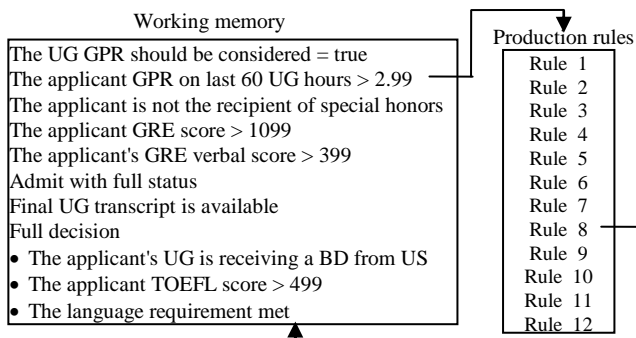 Working memory
The UG GPR should be considered = true
The applicant GPR on last 60 UG hours > 2.99
The applicant is not the recipient of special honors
The applicant GRE score > 1099
The applicant's GRE verbal score > 399
Admit with full status
Final UG transcript is available
Full decision
• The applicant's UG is receiving a BD from US
• The applicant TOEFL score > 499
• The language requirement met
Production rules
Rule 1
Rule 2
Rule 3
Rule 4
Rule 5
Rule 6
Rule 7
Rule 8
Rule 9
Rule 10
Rule 11
Rule 12